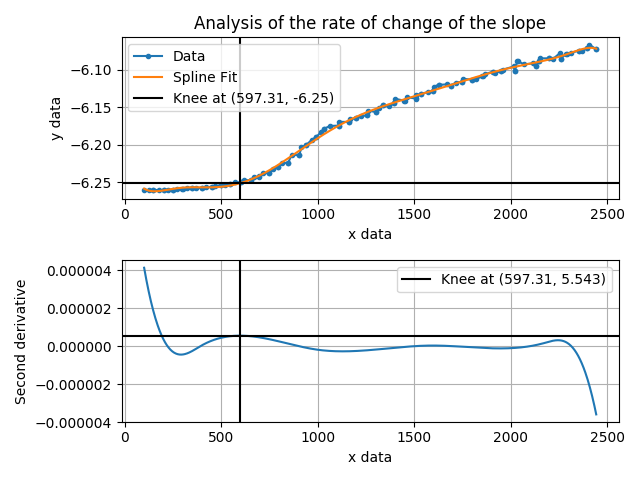 Analysis of the rate of change of the slope
Data
Spline Fit
Knee at (597.31, -6.25)
y data
−6.10
−6.15
−6.20
−6.25
0 500 1000 1500 2000 2500
x data
Knee at (597.31, 5.543)
Second derivative
0.000004
0.000002
0.000000
−0.000002
−0.000004
0 500 1000 1500 2000 2500
x data